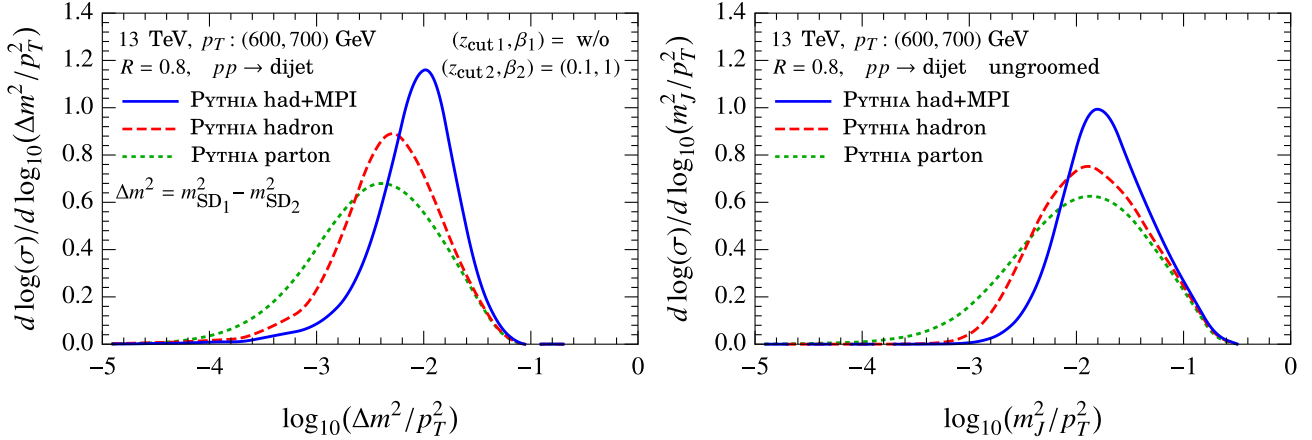 d log(σ)/d log₁₀(Δm²/p_T²)
1.4
1.2
1.0
0.8
0.6
0.4
0.2
0.0
13 TeV, p_T : (600, 700) GeV
(z_cut 1, β₁) = w/o
R = 0.8, pp → dijet
(z_cut 2, β₂) = (0.1, 1)
PYTHIA had+MPI
PYTHIA hadron
PYTHIA parton
Δm² = m²_SD₁ − m²_SD₂
−5 −4 −3 −2 −1 0
log₁₀(Δm²/p_T²)
d log(σ)/d log₁₀(m_J²/p_T²)
1.4
1.2
1.0
0.8
0.6
0.4
0.2
0.0
13 TeV, p_T : (600, 700) GeV
R = 0.8, pp → dijet ungroomed
PYTHIA had+MPI
PYTHIA hadron
PYTHIA parton
−5 −4 −3 −2 −1 0
log₁₀(m_J²/p_T²)